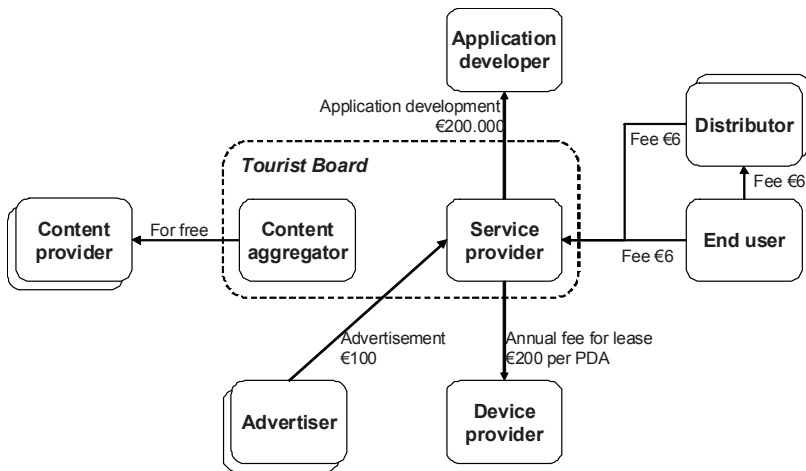 Application
developer
Application development
€200.000
Distributor
Fee €6
Tourist Board
Fee €6
Content
provider
For free
Content
aggregator
Service
provider
End user
Fee €6
Advertisement
€100
Annual fee for lease
€200 per PDA
Advertiser
Device
provider